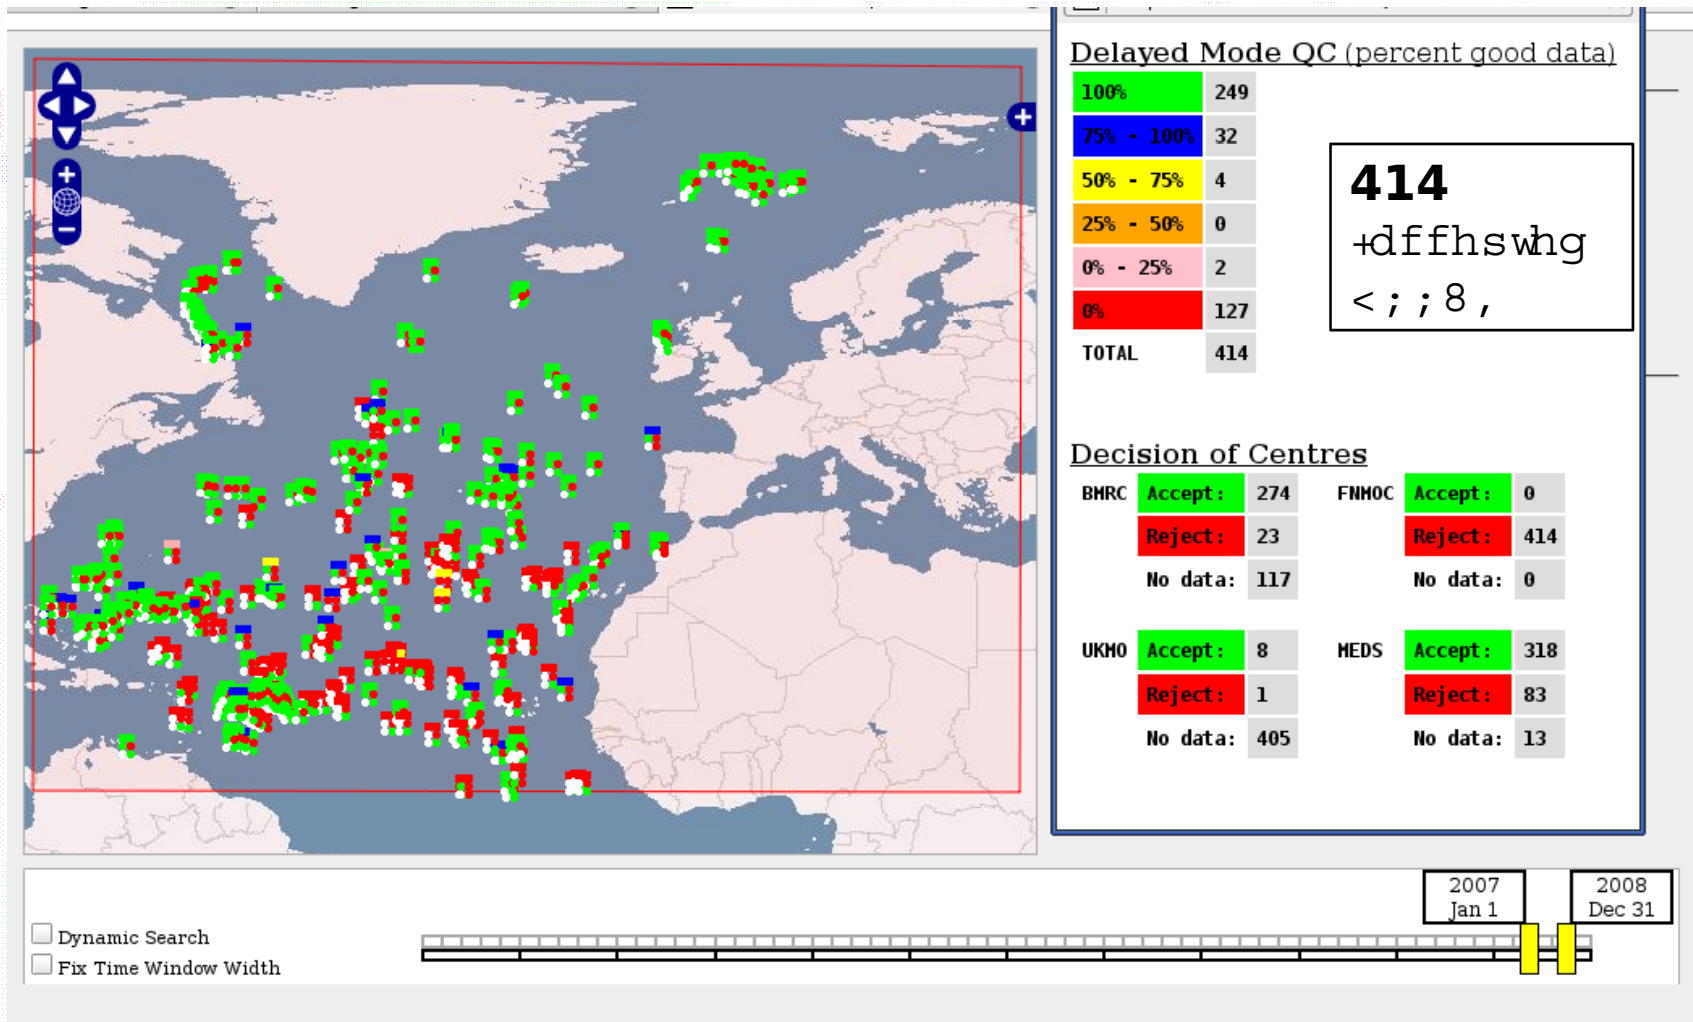 Delayed Mode QC (percent good data)
100% 249
75% - 100% 32
50% - 75% 4
25% - 50% 0
0% - 25% 2
0% 127
TOTAL 414
414
+dffhswhg
<;;8,
Decision of Centres
BMRC Accept: 274
Reject: 23
No data: 117
FNMOC Accept: 0
Reject: 414
No data: 0
UKMO Accept: 8
Reject: 1
No data: 405
MEDS Accept: 318
Reject: 83
No data: 13
2007
Jan 1
2008
Dec 31
Dynamic Search
Fix Time Window Width